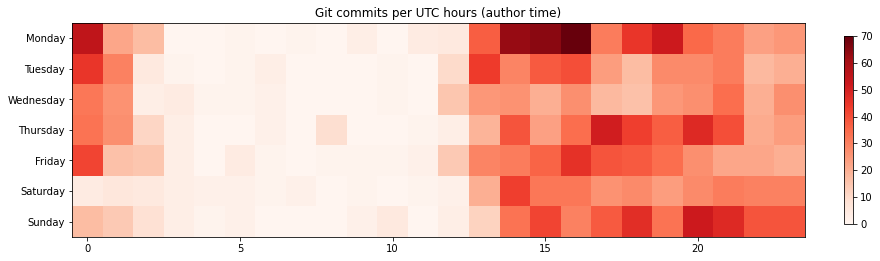 Git commits per UTC hours (author time)
Monday
Tuesday
Wednesday
Thursday
Friday
Saturday
Sunday
0 5 10 15 20
70
60
50
40
30
20
10
0